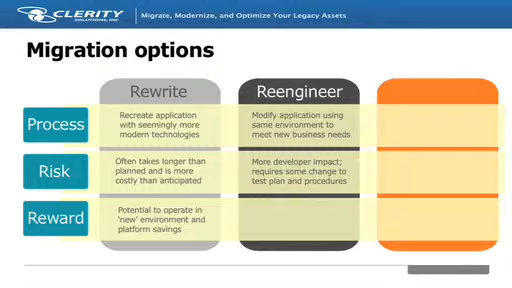 CLERITY
SOLUTIONS, INC
Migrate, Modernize, and Optimize Your Legacy Assets
Migration options
Rewrite
Reengineer
Process
Recreate application
with seemingly more
modern technologies
Modify application using
same environment to
meet new business needs
Risk
Often takes longer than
planned and is more
costly than anticipated
More developer impact;
requires some change to
test plan and procedures
Reward
Potential to operate in
'new' environment and
platform savings